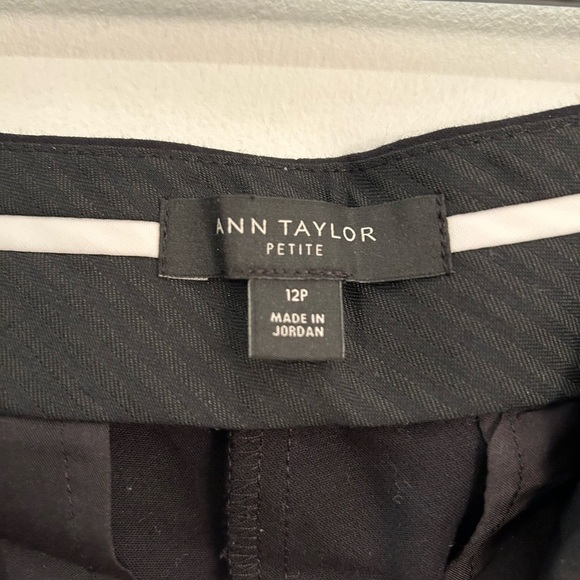 ANN TAYLOR
PETITE
12P
MADE IN
JORDAN